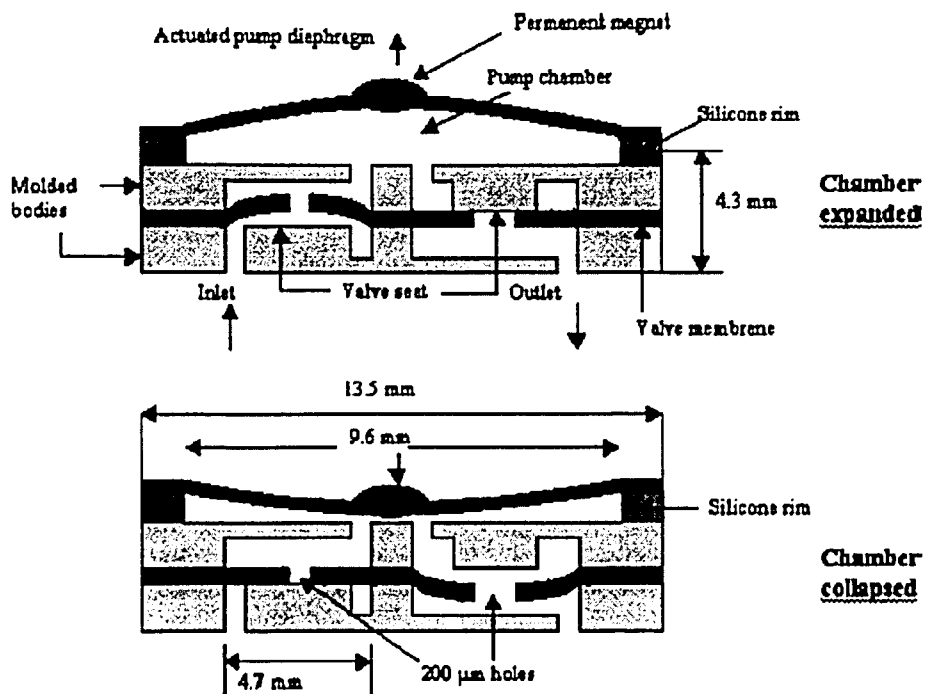 Permanent magnet
Actuated pump diaphragm
Pump chamber
Silicone rim
Molded
bodies
Chamber
expanded
4.3 mm
Inlet
Valve seat
Outlet
Valve membrane
13.5 mm
9.6 mm
Silicone rim
Chamber
collapsed
200 µm holes
4.7 mm